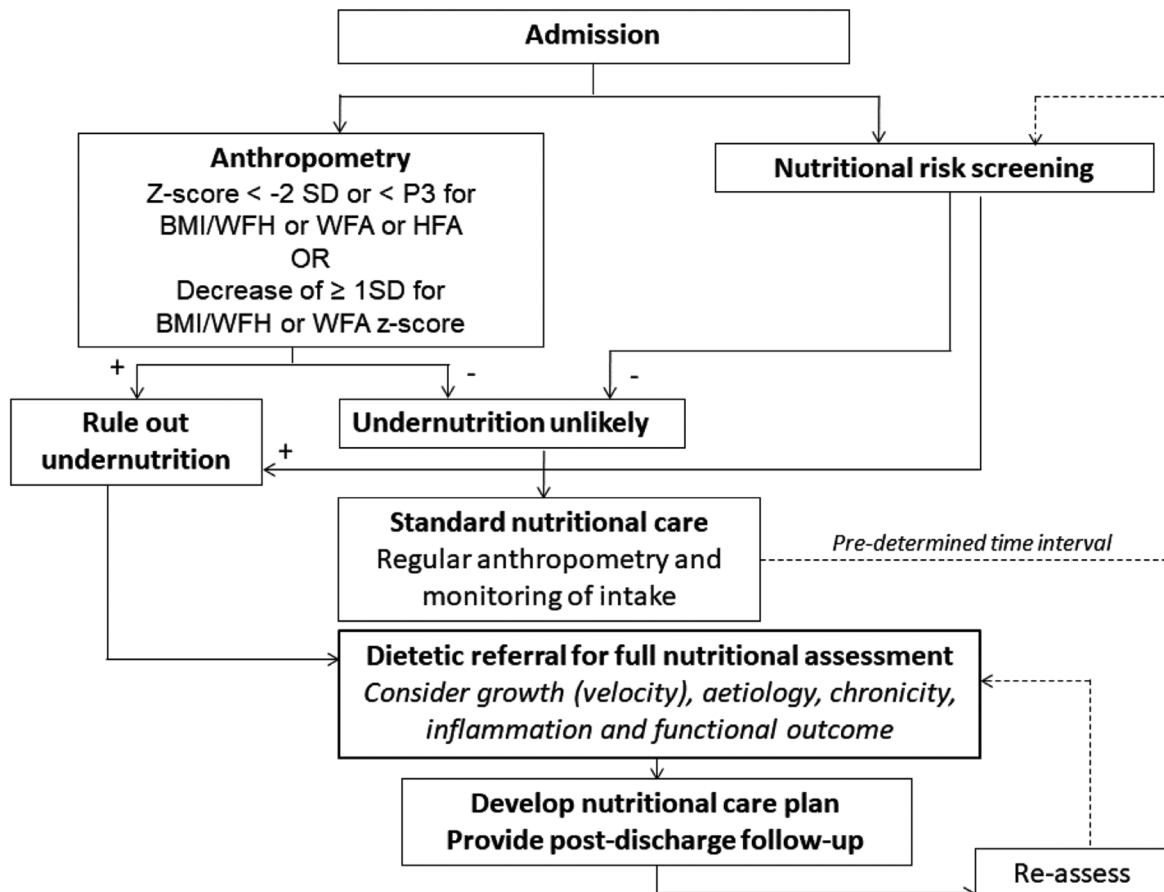 Admission
Anthropometry
Z-score < -2 SD or < P3 for
BMI/WFH or WFA or HFA
OR
Decrease of ≥ 1SD for
BMI/WFH or WFA z-score
Nutritional risk screening
+
-
-
Rule out
undernutrition
Undernutrition unlikely
+
Standard nutritional care
Regular anthropometry and
monitoring of intake
Pre-determined time interval
Dietetic referral for full nutritional assessment
Consider growth (velocity), aetiology, chronicity,
inflammation and functional outcome
Develop nutritional care plan
Provide post-discharge follow-up
Re-assess